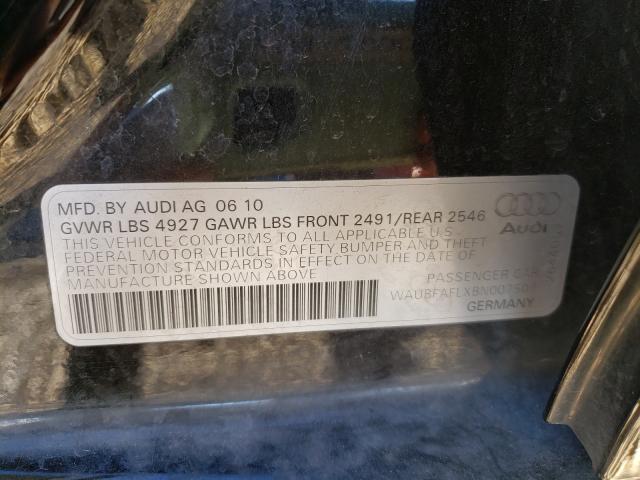 MFD. BY AUDI AG 06 10
GVWR LBS 4927 GAWR LBS FRONT 2491/REAR 2546
THIS VEHICLE CONFORMS TO ALL APPLICABLE U.S.
FEDERAL MOTOR VEHICLE SAFETY BUMPER AND THEFT
PREVENTION STANDARDS IN EFFECT ON THE DATE OF
MANUFACTURE SHOWN ABOVE
Audi
PASSENGER CAR
GERMANY